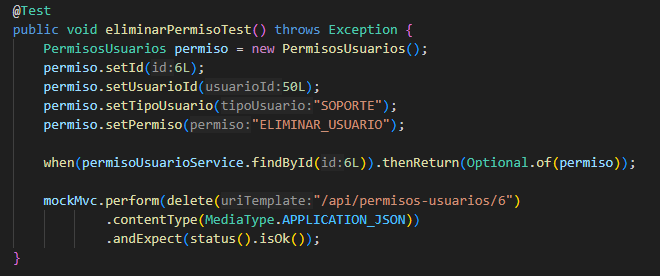 @Test
public void eliminarPermisoTest() throws Exception {
    PermisosUsuarios permiso = new PermisosUsuarios();
    permiso.setId(id:6L);
    permiso.setUsuarioId(usuarioId:50L);
    permiso.setTipoUsuario(tipoUsuario:"SOPORTE");
    permiso.setPermiso(permiso:"ELIMINAR_USUARIO");

    when(permisoUsuarioService.findById(id:6L)).thenReturn(Optional.of(permiso));

    mockMvc.perform(delete(uriTemplate:"/api/permisos-usuarios/6")
            .contentType(MediaType.APPLICATION_JSON))
            .andExpect(status().isOk());
}